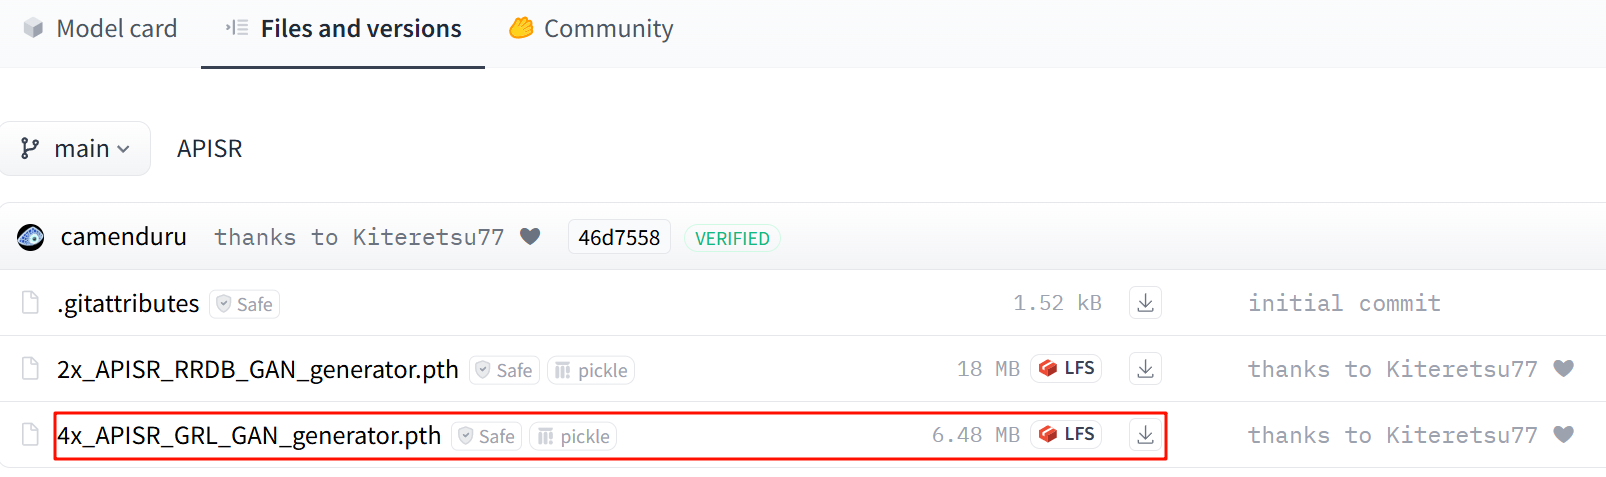 Model card Files and versions Community
main APISR
camenduru thanks to Kiteretsu77 🖤 46d7558 VERIFIED
.gitattributes Safe 1.52 kB initial commit
2x_APISR_RRDB_GAN_generator.pth Safe pickle 18 MB LFS thanks to Kiteretsu77 🖤
4x_APISR_GRL_GAN_generator.pth Safe pickle 6.48 MB LFS thanks to Kiteretsu77 🖤